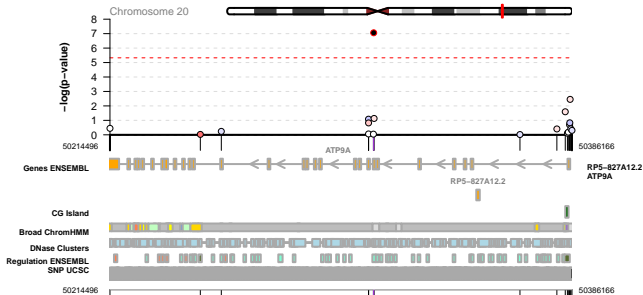 Chromosome 20
8
7
6
5
4
3
2
1
0
−log(p−value)
50214496
50386166
ATP9A
Genes ENSEMBL
RP5−827A12.2
ATP9A
RP5−827A12.2
CG Island
Broad ChromHMM
DNase Clusters
Regulation ENSEMBL
SNP UCSC
50214496
50386166